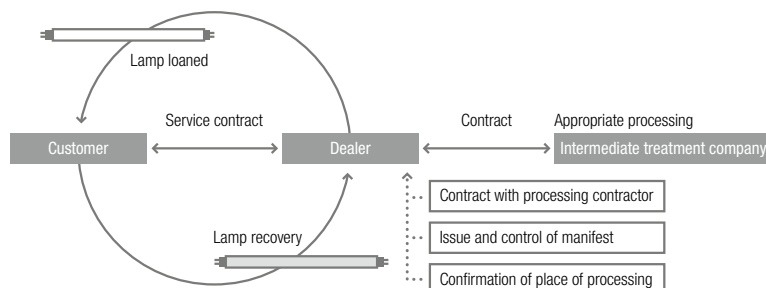 Lamp loaned
Service contract
Contract
Appropriate processing
Customer
Dealer
Intermediate treatment company
Contract with processing contractor
Lamp recovery
Issue and control of manifest
Confirmation of place of processing